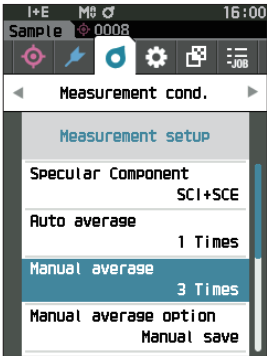 I+E M 16:00
Sample 0008
JOB
Measurement cond.
Measurement setup
Specular Component
SCI+SCE
Auto average
1 Times
Manual average
3 Times
Manual average option
Manual save